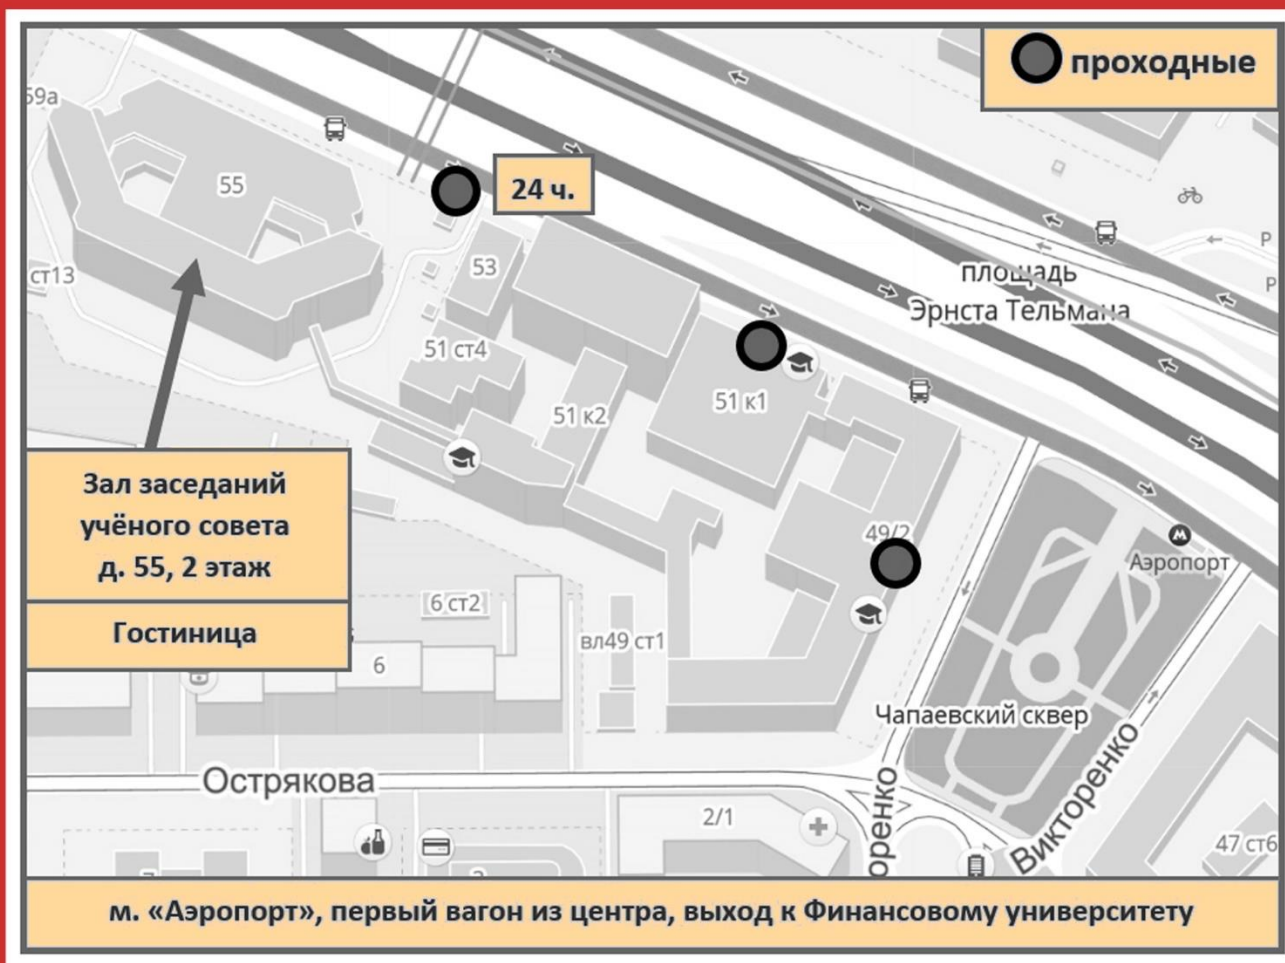 проходные
59а
55
24 ч.
53
ст13
площадь
Эрнста Тельмана
51 ст4
51 к1
51 к2
Зал заседаний
учёного совета
д. 55, 2 этаж
Гостиница
49/2
М
Аэропорт
6 ст2
6
вл49 ст1
Чапаевский сквер
Острякова
2/1
оренко
Викторенко
47 ст6
Р
Р
м. «Аэропорт», первый вагон из центра, выход к Финансовому университету